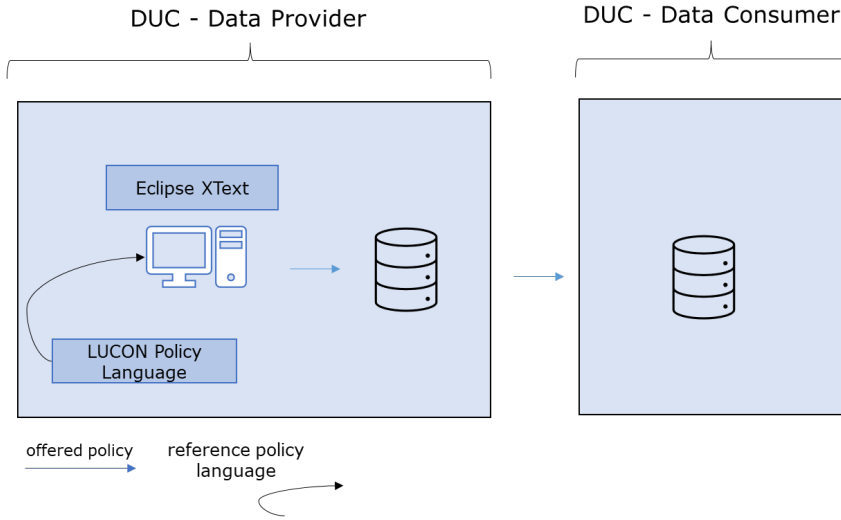 DUC - Data Provider
DUC - Data Consumer
Eclipse XText
LUCON Policy
Language
offered policy
reference policy
language